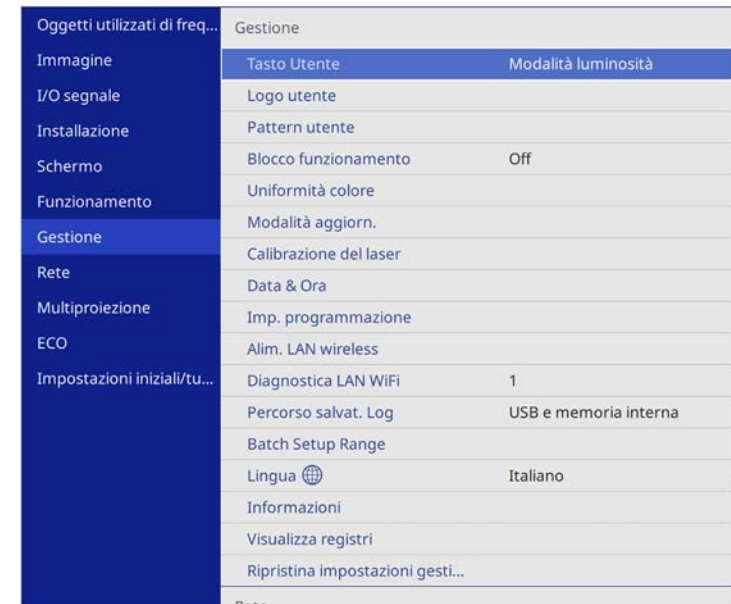 Oggetti utilizzati di freq...
Immagine
I/O segnale
Installazione
Schermo
Funzionamento
Gestione
Rete
Multiproiezione
ECO
Impostazioni iniziali/tu...
Gestione
Tasto Utente Modalità luminosità
Logo utente
Pattern utente
Blocco funzionamento Off
Uniformità colore
Modalità aggiorn.
Calibrazione del laser
Data & Ora
Imp. programmazione
Alim. LAN wireless
Diagnostica LAN WiFi 1
Percorso salvat. Log USB e memoria interna
Batch Setup Range
Lingua Italiano
Informazioni
Visualizza registri
Ripristina impostazioni gesti...